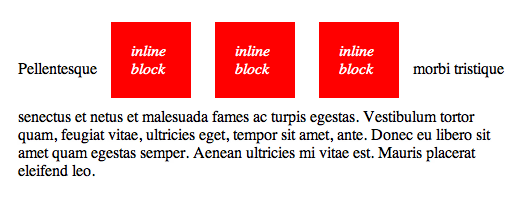 Pellentesque inline block inline block inline block morbi tristique
senectus et netus et malesuada fames ac turpis egestas. Vestibulum tortor
quam, feugiat vitae, ultricies eget, tempor sit amet, ante. Donec eu libero sit
amet quam egestas semper. Aenean ultricies mi vitae est. Mauris placerat
eleifend leo.